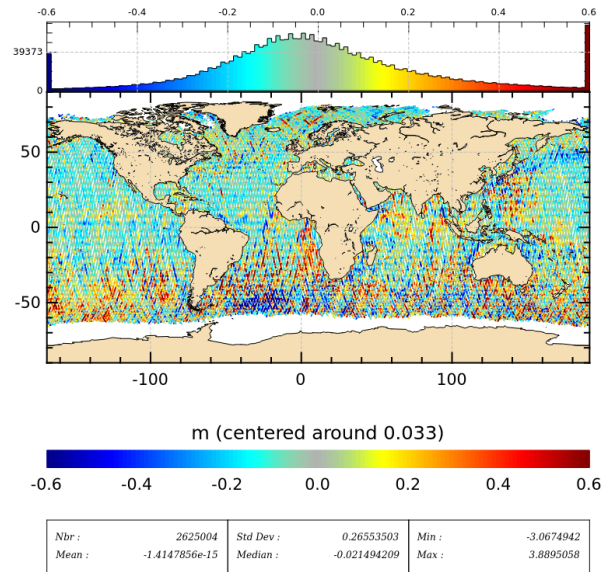 -0.6 -0.4 -0.2 0.0 0.2 0.4 0.6
39373
0
50
0
-50
-100 0 100
m (centered around 0.033)
-0.6 -0.4 -0.2 0.0 0.2 0.4 0.6
Nbr : 2625004 Std Dev : 0.26553503 Min : -3.0674942
Mean : -1.4147856e-15 Median : -0.021494209 Max : 3.8895058